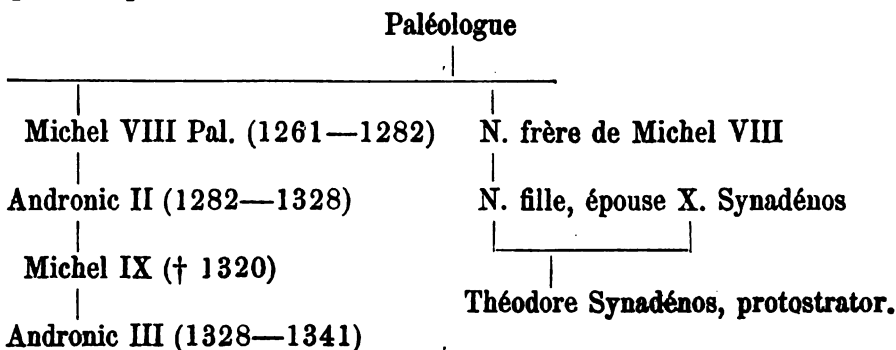 Paléologue
Michel VIII Pal. (1261—1282) N. frère de Michel VIII
Andronic II (1282—1328) N. fille, épouse X. Synadénos
Michel IX († 1320)
Théodore Synadénos, protostrator.
Andronic III (1328—1341)